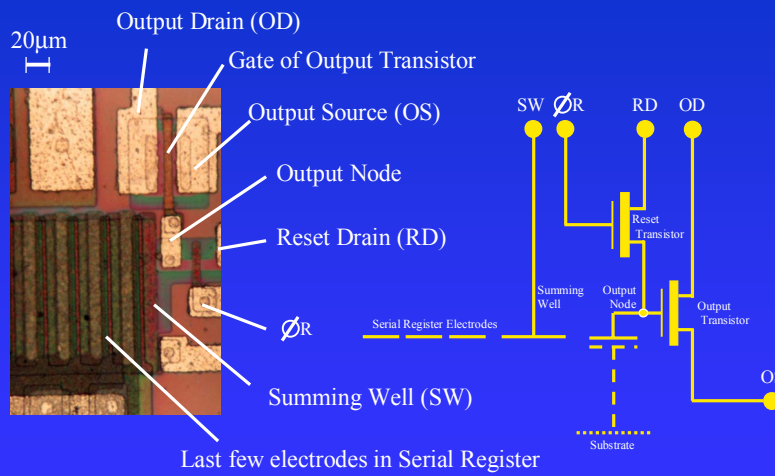 Output Drain (OD)
20µm
Gate of Output Transistor
Output Source (OS)
Output Node
Reset Drain (RD)
ØR
Summing Well (SW)
Last few electrodes in Serial Register
SW ØR RD OD
Reset
Transistor
Summing
Well
Output
Node
Output
Transistor
Serial Register Electrodes
O
Substrate